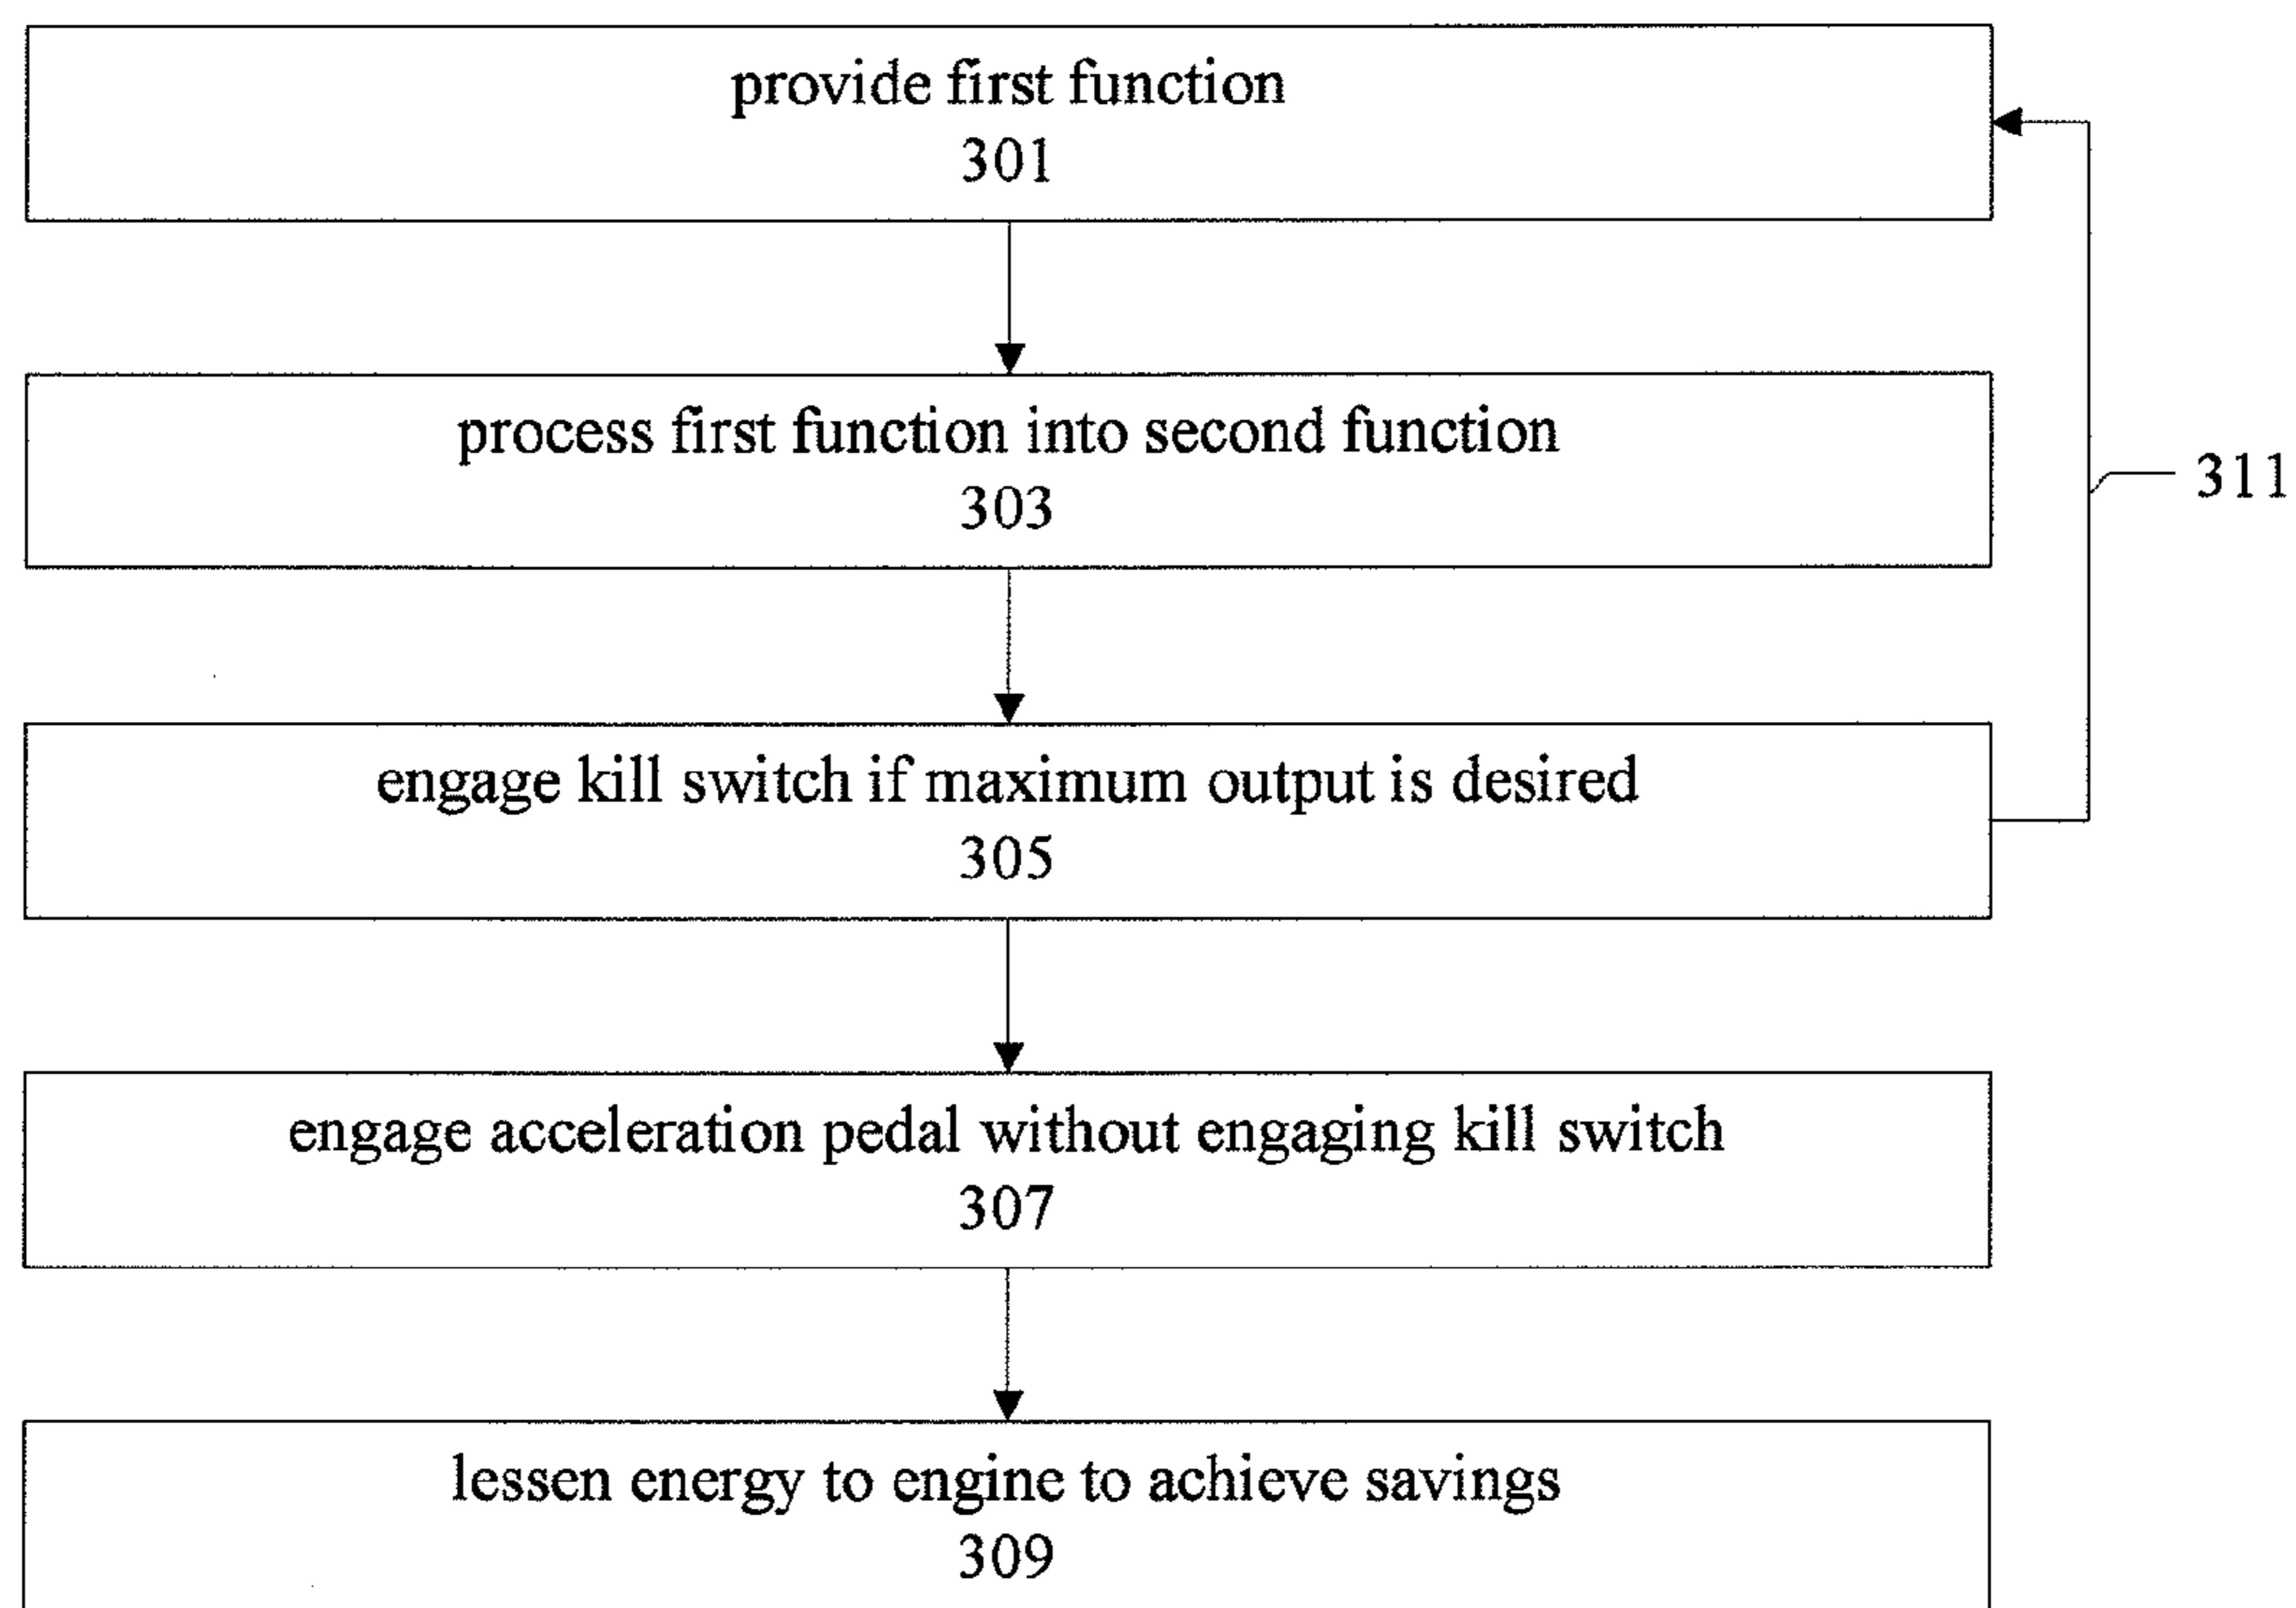 provide first function
301
process first function into second function
303
311
engage kill switch if maximum output is desired
305
engage acceleration pedal without engaging kill switch
307
lessen energy to engine to achieve savings
309